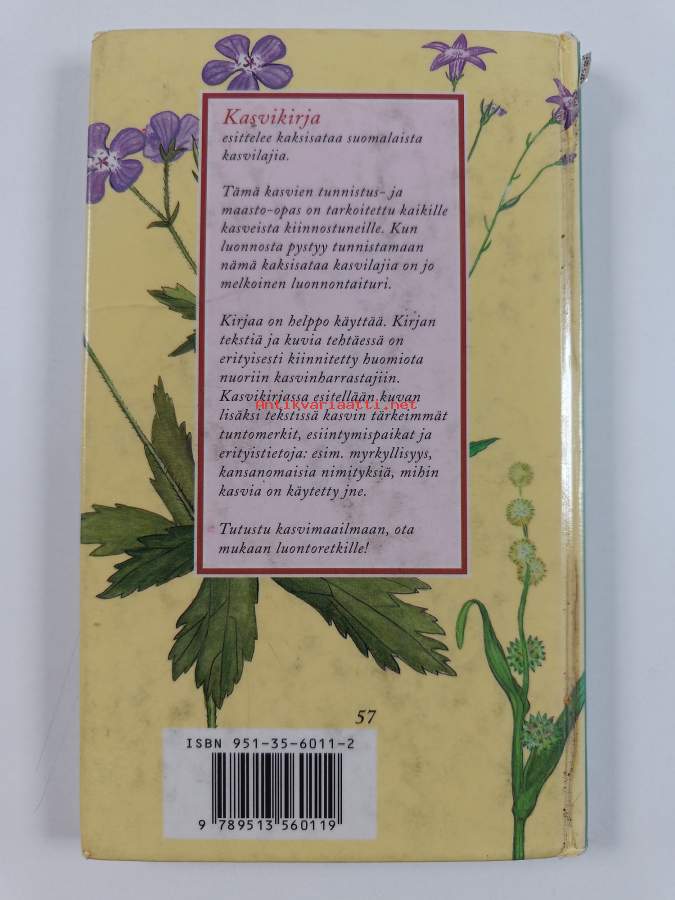 Kasvikirja
esittelee kaksisataa suomalaista
kasvilajia.
Tämä kasvien tunnistus- ja
maasto-opas on tarkoitettu kaikille
kasveista kiinnostuneille. Kun
luonnosta pystyy tunnistamaan
nämä kaksisataa kasvilajia on jo
melkoinen luonnontaituri.
Kirjaa on helppo käyttää. Kirjan
tekstiä ja kuvia tehtäessä on
erityisesti kiinnitetty huomiota
nuoriin kasvinharrastajiin.
Kasvikirjassa esitellään kuvan
Antikvariaatti.net
lisäksi tekstissä kasvin tärkeimmät
tuntomerkit, esiintymispaikat ja
erityistietoja: esim. myrkyllisyys,
kansanomaisia nimityksiä, mihin
kasvia on käytetty jne.
Tutustu kasvimaailmaan, ota
mukaan luontoretkille!
57
ISBN 951-35-6011-2
9 789513 560119